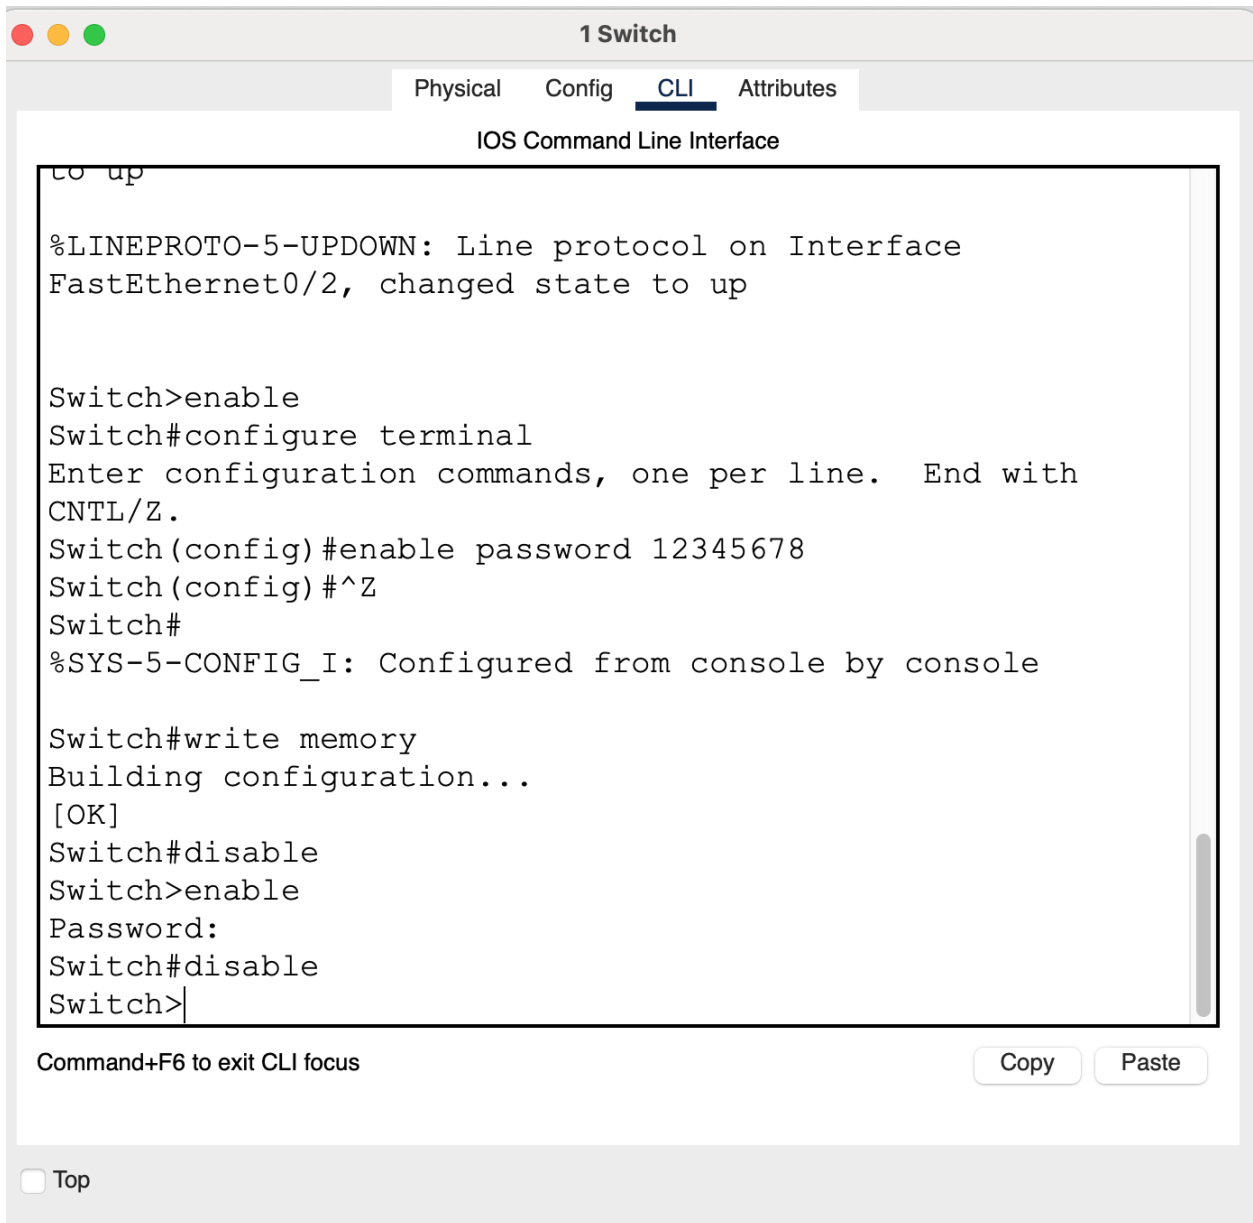 1 Switch
Physical Config CLI Attributes
IOS Command Line Interface
to up
%LINEPROTO-5-UPDOWN: Line protocol on Interface
FastEthernet0/2, changed state to up
Switch>enable
Switch#configure terminal
Enter configuration commands, one per line.  End with
CNTL/Z.
Switch(config)#enable password 12345678
Switch(config)#^Z
Switch#
%SYS-5-CONFIG_I: Configured from console by console
Switch#write memory
Building configuration...
[OK]
Switch#disable
Switch>enable
Password:
Switch#disable
Switch>
Command+F6 to exit CLI focus
Copy Paste
Top